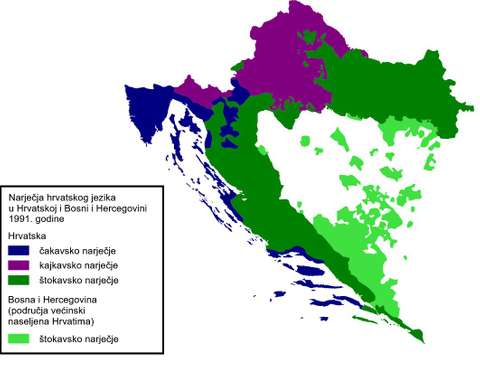 Narječja hrvatskog jezika
u Hrvatskoj i Bosni i Hercegovini
1991. godine
Hrvatska
čakavsko narječje
kajkavsko narječje
štokavsko narječje
Bosna i Hercegovina
(područja većinski
naseljena Hrvatima)
štokavsko narječje